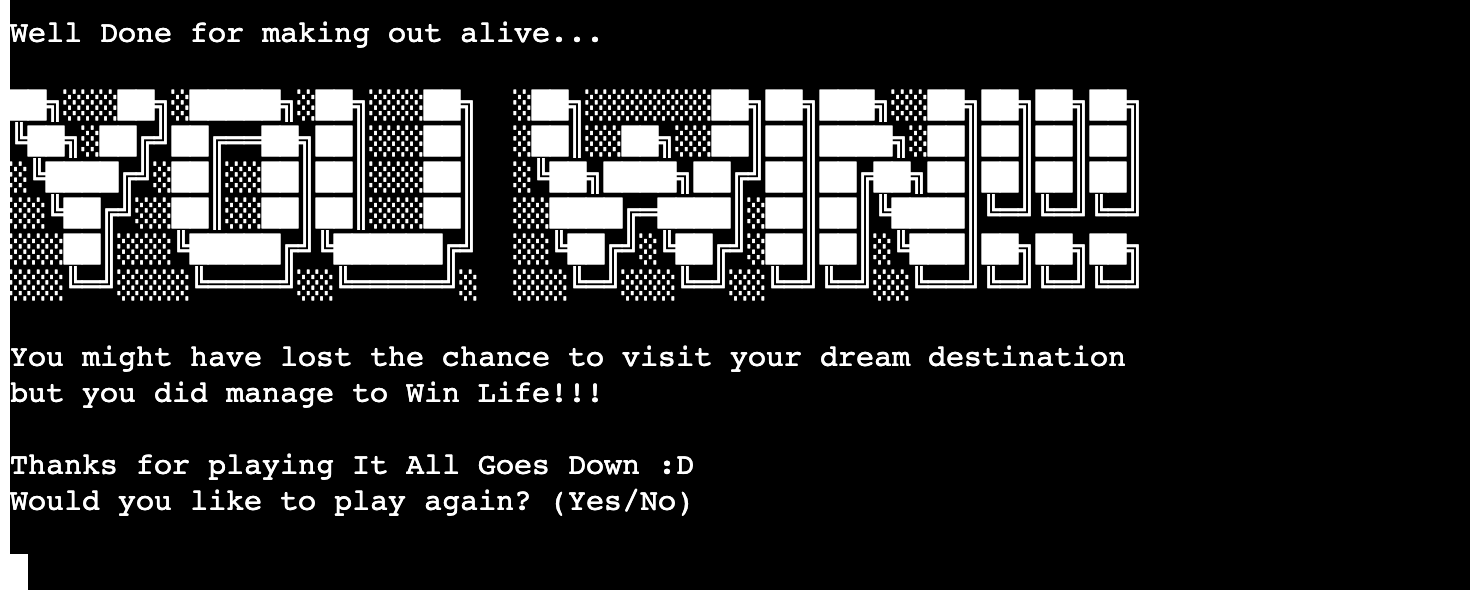 Well Done for making out alive...
YOU WIN!!!
You might have lost the chance to visit your dream destination
but you did manage to Win Life!!!
Thanks for playing It All Goes Down :D
Would you like to play again? (Yes/No)